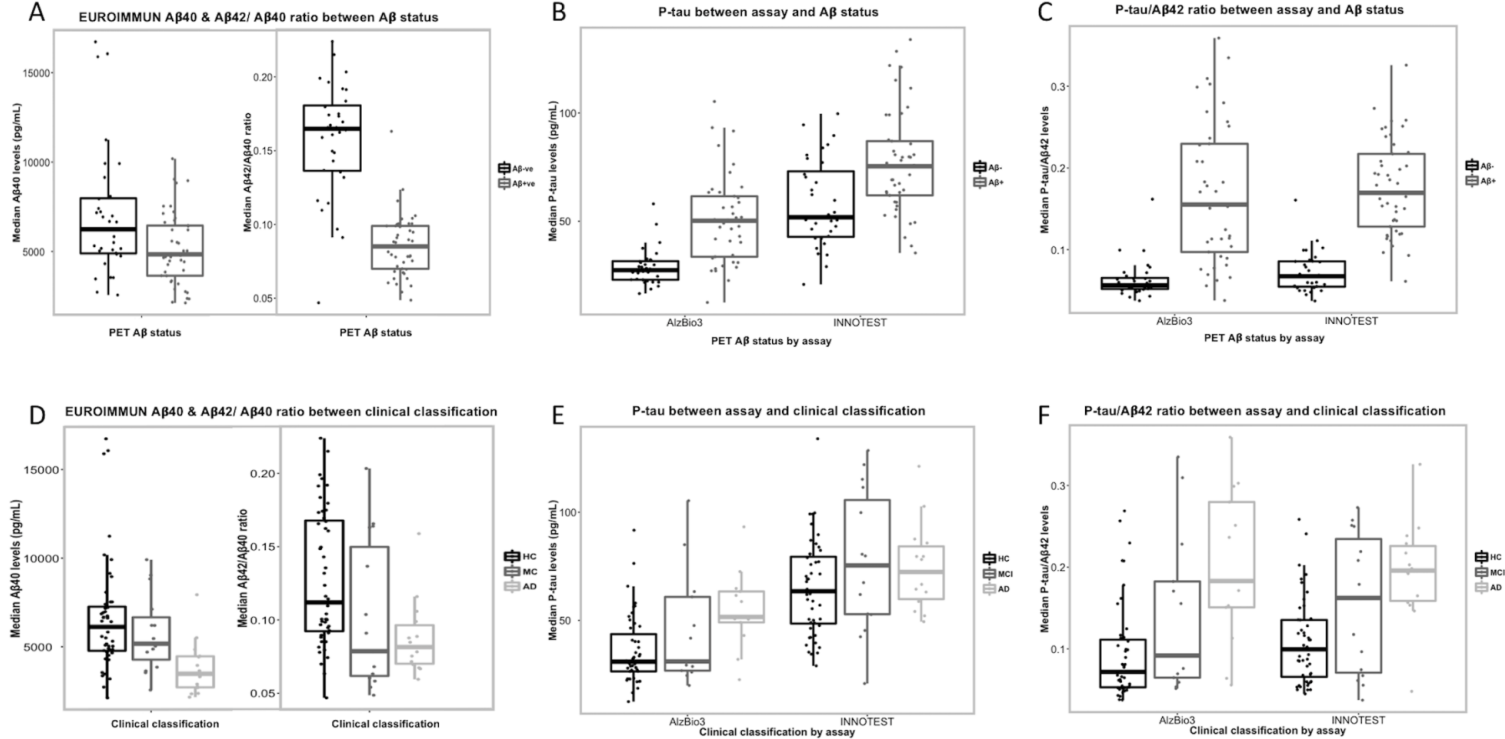 A
EUROIMMUN Aβ40 & Aβ42/ Aβ40 ratio between Aβ status
Median Aβ40 levels (pg/mL)
15000
10000
5000
Median Aβ42/Aβ40 ratio
0.20
0.15
0.10
0.05
PET Aβ status
PET Aβ status
Aβ-ve
Aβ+ve
B
P-tau between assay and Aβ status
Median P-tau levels (pg/mL)
100
50
AlzBio3
INNOTEST
PET Aβ status by assay
Aβ-
Aβ+
C
P-tau/Aβ42 ratio between assay and Aβ status
Median P-tau/Aβ42 levels
0.3
0.2
0.1
AlzBio3
INNOTEST
PET Aβ status by assay
Aβ-
Aβ+
D
EUROIMMUN Aβ40 & Aβ42/ Aβ40 ratio between clinical classification
Median Aβ40 levels (pg/mL)
15000
10000
5000
Median Aβ42/Aβ40 ratio
0.20
0.15
0.10
0.05
Clinical classification
Clinical classification
HC
MC
AD
E
P-tau between assay and clinical classification
Median P-tau levels (pg/mL)
100
50
AlzBio3
INNOTEST
Clinical classification by assay
HC
MCI
AD
F
P-tau/Aβ42 ratio between assay and clinical classification
Median P-tau/Aβ42 levels
0.3
0.2
0.1
AlzBio3
INNOTEST
Clinical classification by assay
HC
MCI
AD